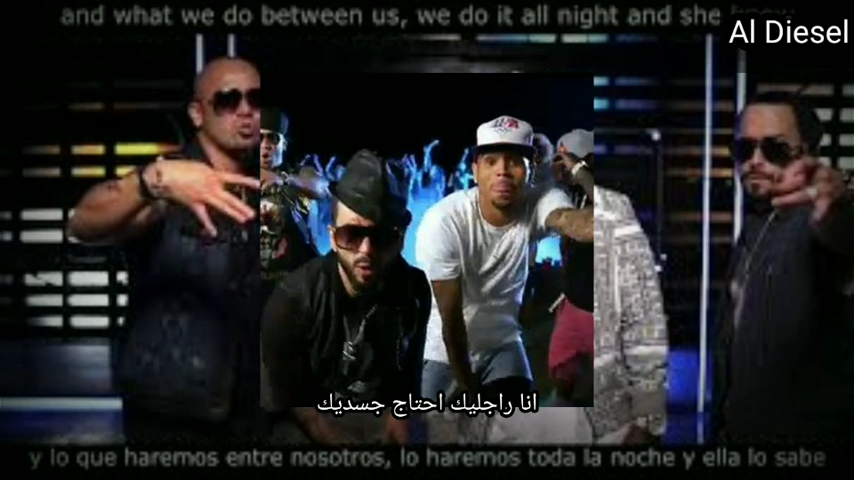 and what we do between us, we do it all night and she
Al Diesel
انا راجليك احتاج جسديك
y lo que haremos entre nosotros, lo haremos toda la noche y ella lo sabe